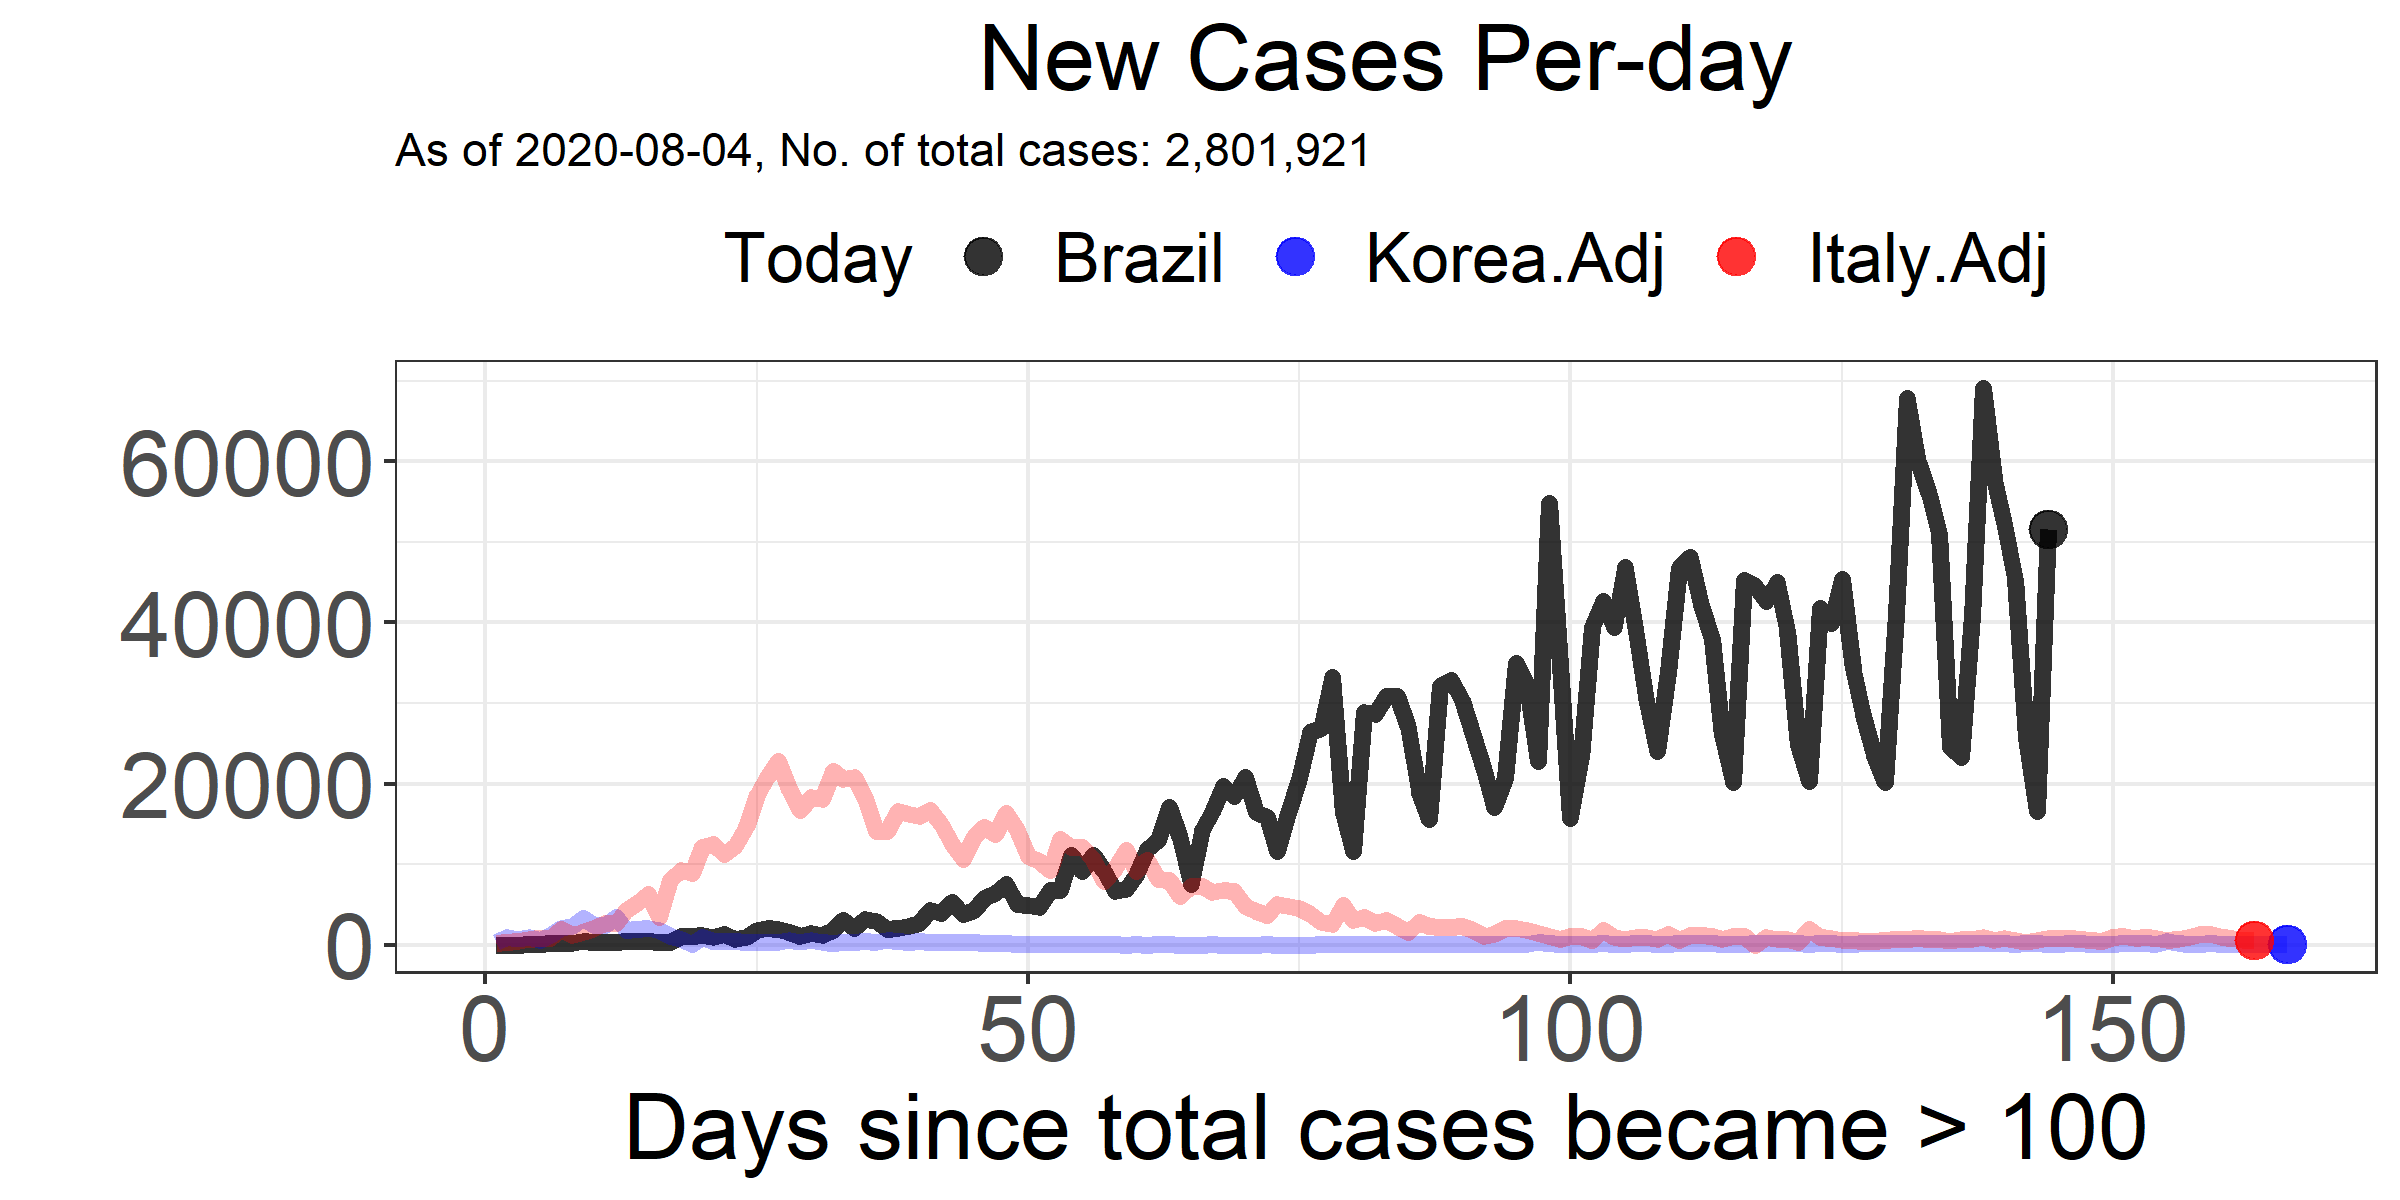 New Cases Per-day
As of 2020-08-04, No. of total cases: 2,801,921
Today Brazil Korea.Adj Italy.Adj
60000
40000
20000
0
0 50 100 150
Days since total cases became > 100